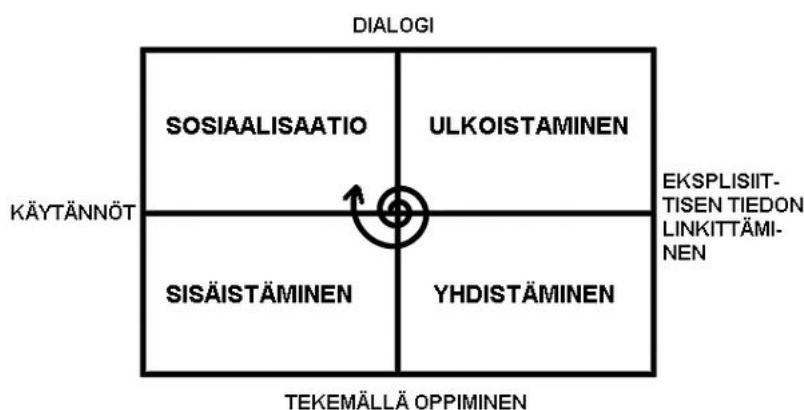 DIALOGI
SOSIAALISAATIO
ULKOISTAMINEN
KÄYTÄNNÖT
EKSPLISIIT-
TISEN TIEDON
LINKITTÄMI-
NEN
SISÄISTÄMINEN
YHDISTÄMINEN
TEKEMÄLLÄ OPPIMINEN